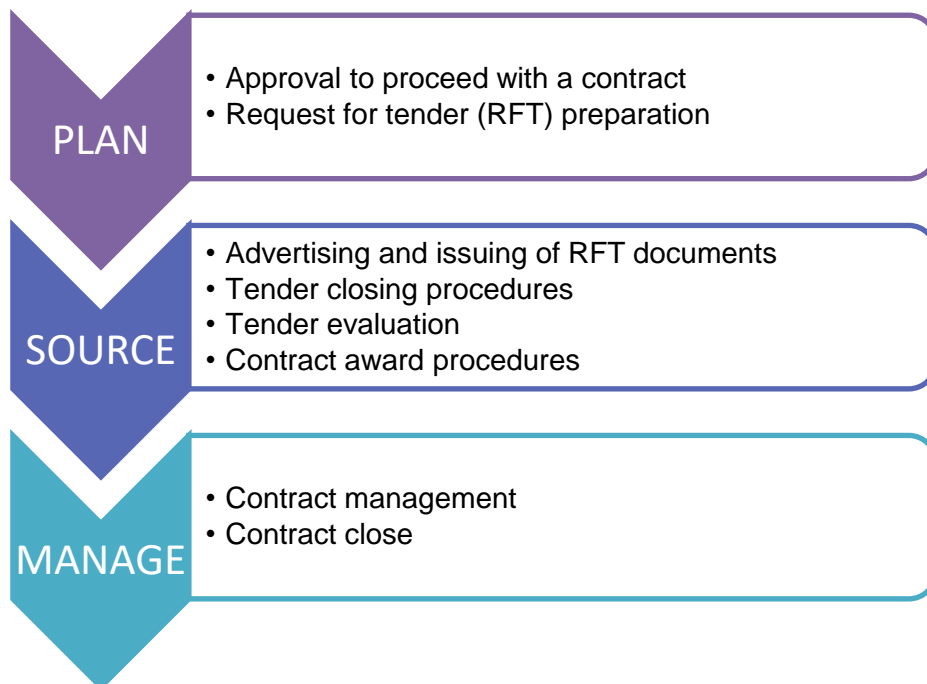 PLAN
• Approval to proceed with a contract
• Request for tender (RFT) preparation
SOURCE
• Advertising and issuing of RFT documents
• Tender closing procedures
• Tender evaluation
• Contract award procedures
MANAGE
• Contract management
• Contract close